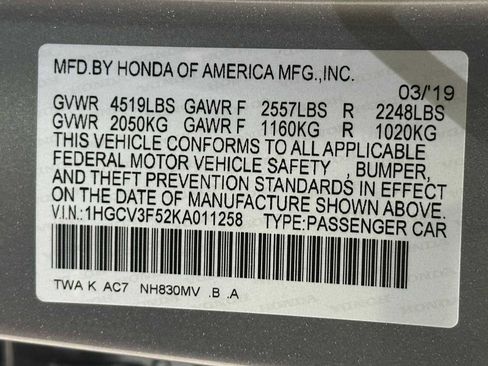 MFD.BY HONDA OF AMERICA MFG.,INC.
03/'19
GVWR 4519LBS GAWR F 2557LBS R 2248LBS
GVWR 2050KG GAWR F 1160KG R 1020KG
THIS VEHICLE CONFORMS TO ALL APPLICABLE
FEDERAL MOTOR VEHICLE SAFETY , BUMPER,
AND THEFT PREVENTION STANDARDS IN EFFECT
ON THE DATE OF MANUFACTURE SHOWN ABOVE.
V.I.N.:1HGCV3F52KA011258 TYPE:PASSENGER CAR
TWA K AC7 NH830MV .B .A